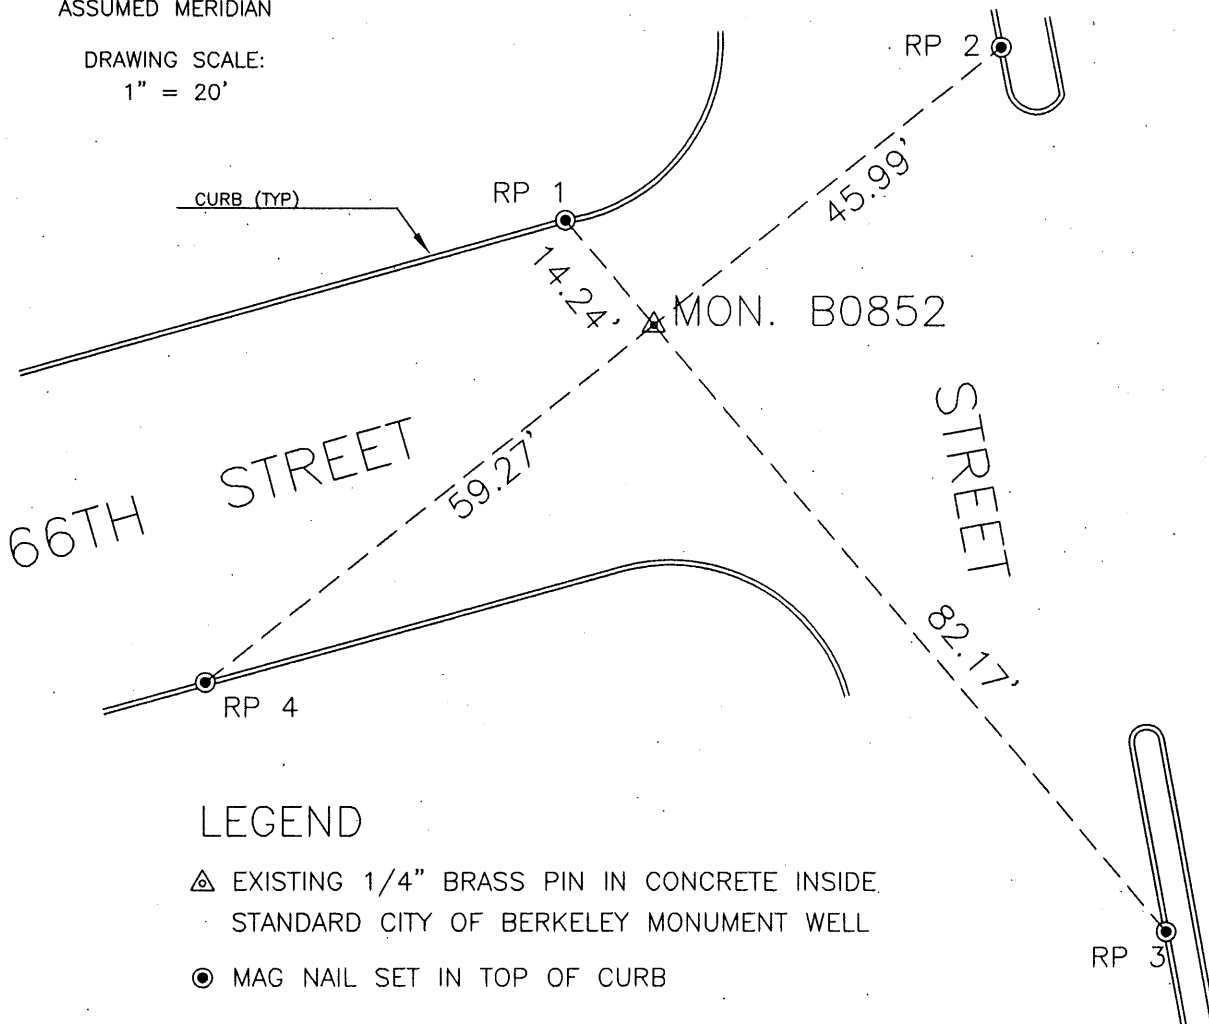 ASSUMED MERIDIAN
DRAWING SCALE:
1" = 20'
RP 2
45.99'
CURB (TYP)
RP 1
14.24'
MON. B0852
STREET
66TH STREET
59.27'
82.17'
RP 4
RP 3
LEGEND
EXISTING 1/4" BRASS PIN IN CONCRETE INSIDE
STANDARD CITY OF BERKELEY MONUMENT WELL
MAG NAIL SET IN TOP OF CURB